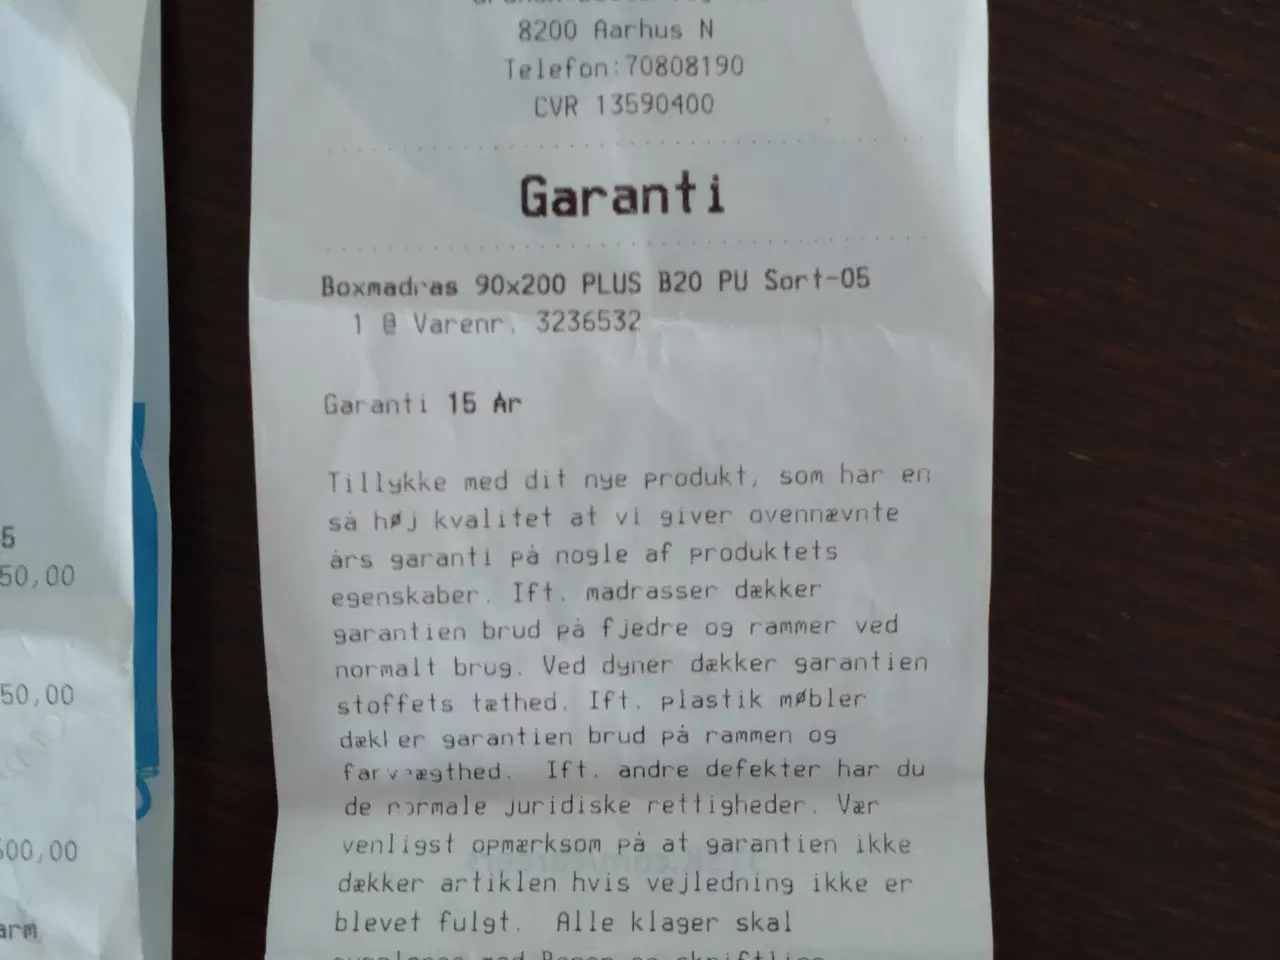 8200 Aarhus N
Telefon:70808190
CVR 13590400
Garanti
Boxmadras 90x200 PLUS B20 PU Sort-05
1 @ Varenr. 3236532
Garanti 15 År
Tillykke med dit nye produkt, som har en
så høj kvalitet at vi giver ovennævnte
års garanti på nogle af produktets
egenskaber. Ift. madrasser dækker
garantien brud på fjedre og rammer ved
normalt brug. Ved dyner dækker garantien
stoffets tæthed. Ift. plastik møbler
dækker garantien brud på rammen og
farvægthed. Ift. andre defekter har du
de normale juridiske rettigheder. Vær
venligst opmærksom på at garantien ikke
dækker artiklen hvis vejledning ikke er
blevet fulgt. Alle klager skal
5
50,00
50,00
500,00
arm